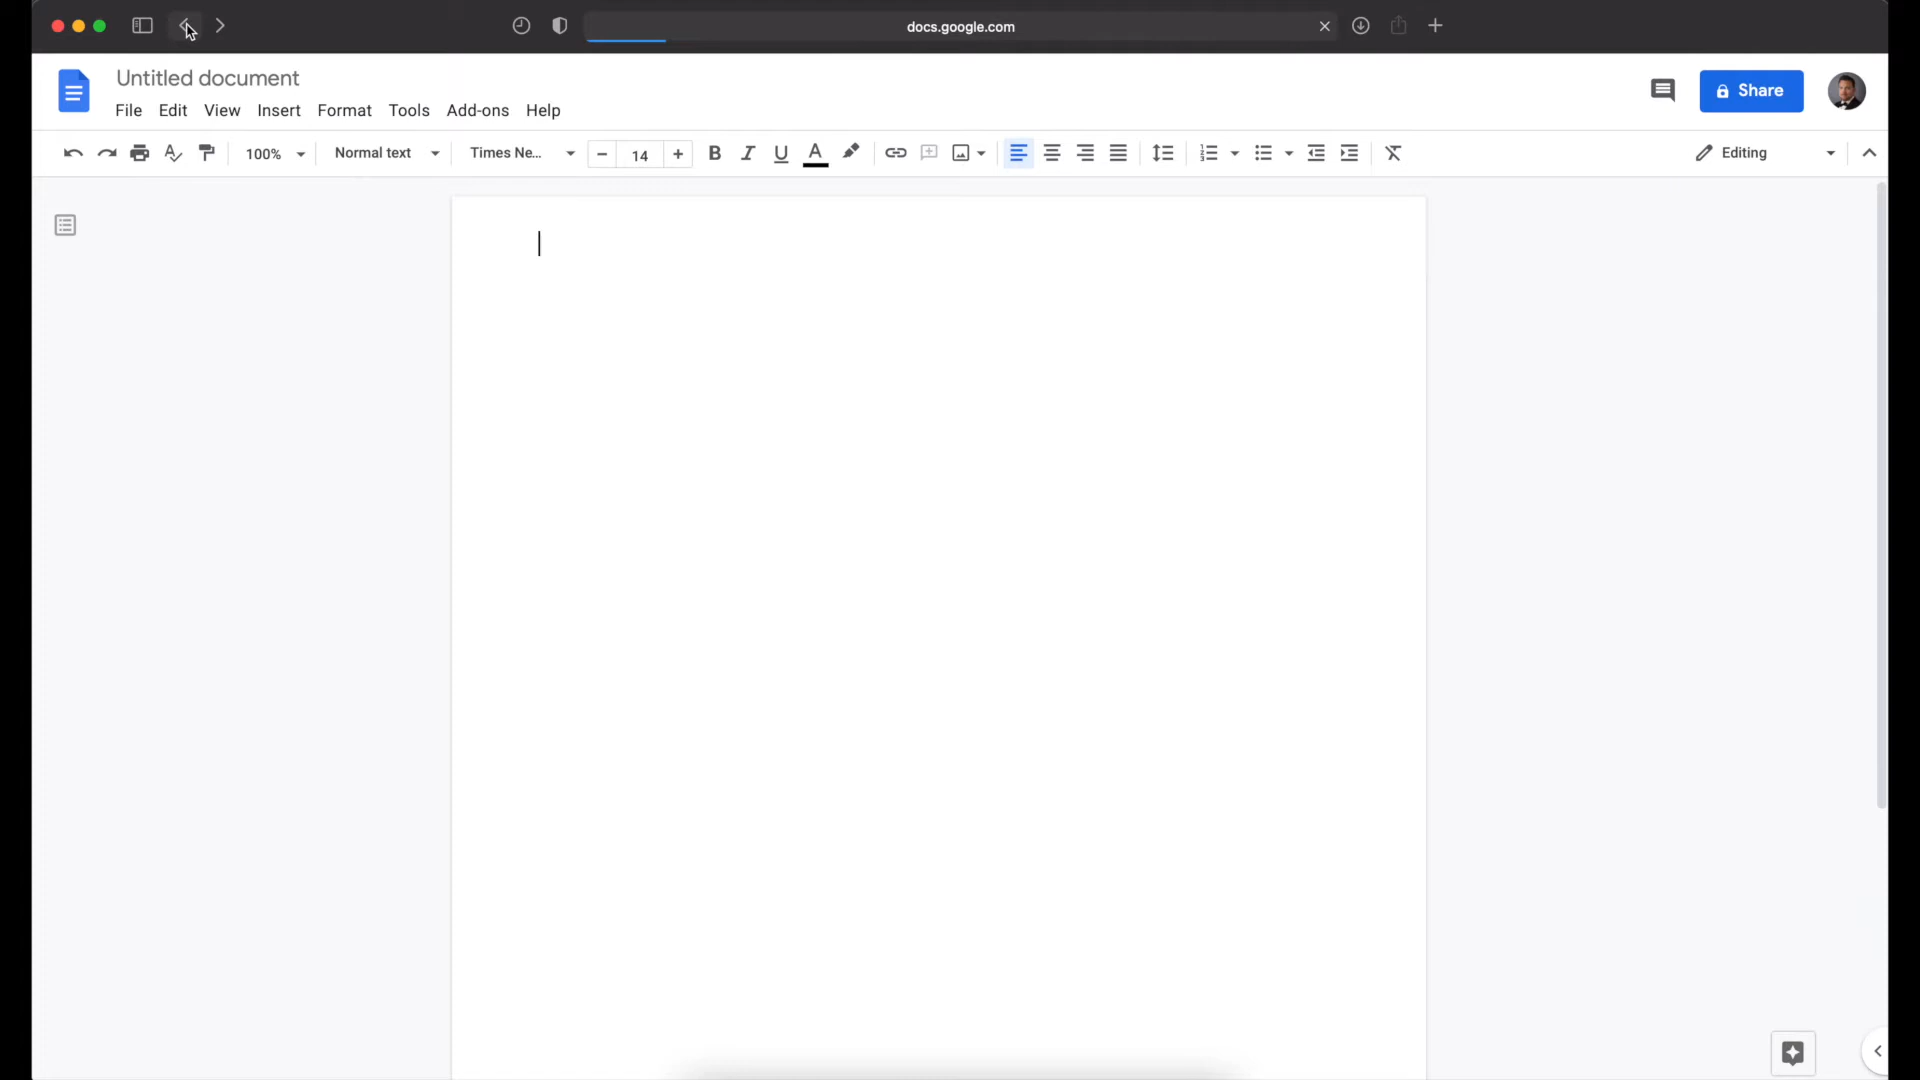 docs.google.com
Untitled document
Share
File Edit View Insert Format Tools Add-ons Help
100% Normal text Times Ne... 14 B I U A Editing